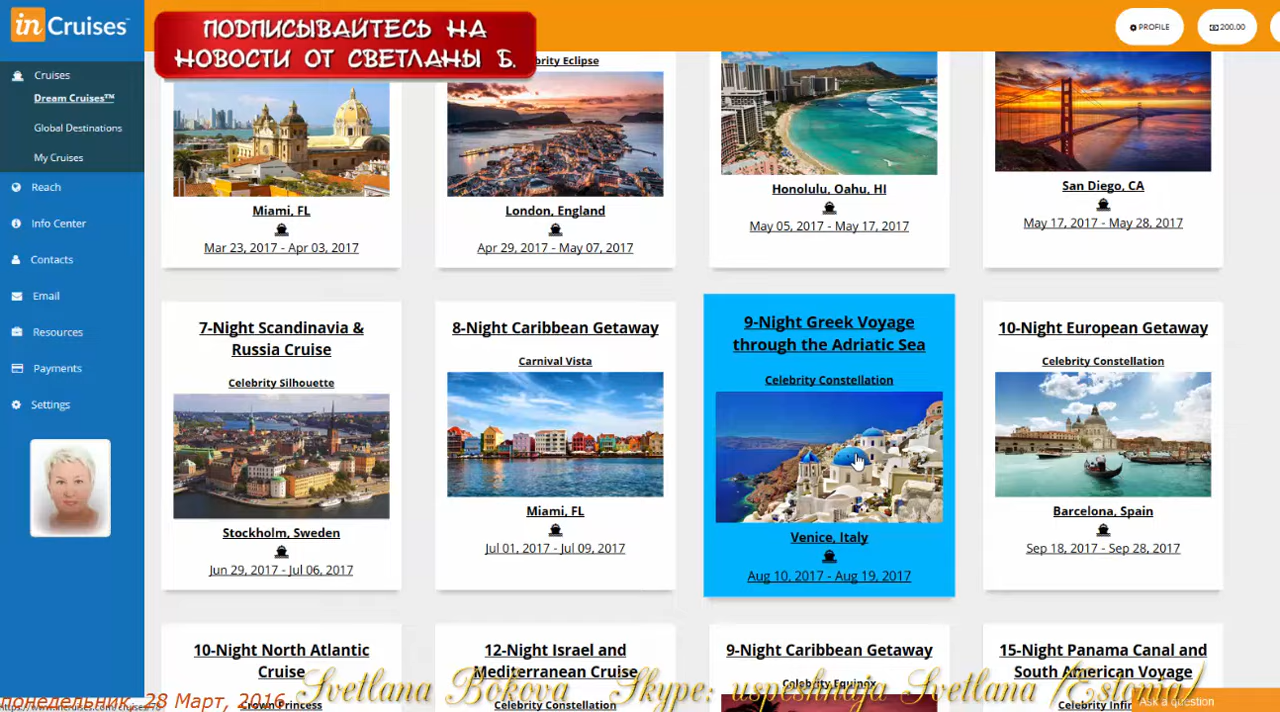 inCruises™
ПОДПИСЫВАЙТЕСЬ НА
НОВОСТИ ОТ СВЕТЛАНЫ Б.
PROFILE
200.00
Cruises
Dream Cruises™
Global Destinations
My Cruises
Reach
Info Center
Contacts
Email
Resources
Payments
Settings
Miami, FL
Mar 23, 2017 - Apr 03, 2017
Eclipse
London, England
Apr 29, 2017 - May 07, 2017
Honolulu, Oahu, HI
May 05, 2017 - May 17, 2017
San Diego, CA
May 17, 2017 - May 28, 2017
7-Night Scandinavia &
Russia Cruise
Celebrity Silhouette
Stockholm, Sweden
Jun 29, 2017 - Jul 06, 2017
8-Night Caribbean Getaway
Carnival Vista
Miami, FL
Jul 01, 2017 - Jul 09, 2017
9-Night Greek Voyage
through the Adriatic Sea
Celebrity Constellation
Venice, Italy
Aug 10, 2017 - Aug 19, 2017
10-Night European Getaway
Celebrity Constellation
Barcelona, Spain
Sep 18, 2017 - Sep 28, 2017
10-Night North Atlantic
Cruise
Crown Princess
12-Night Israel and
Mediterranean Cruise
Celebrity Constellation
9-Night Caribbean Getaway
Celebrity Equinox
15-Night Panama Canal and
South American Voyage
Celebrity
понедельник, 28 Март, 2016
Svetlana Bokova Skype: uspeshnaja Svetlana /Estonia/
Ask a question